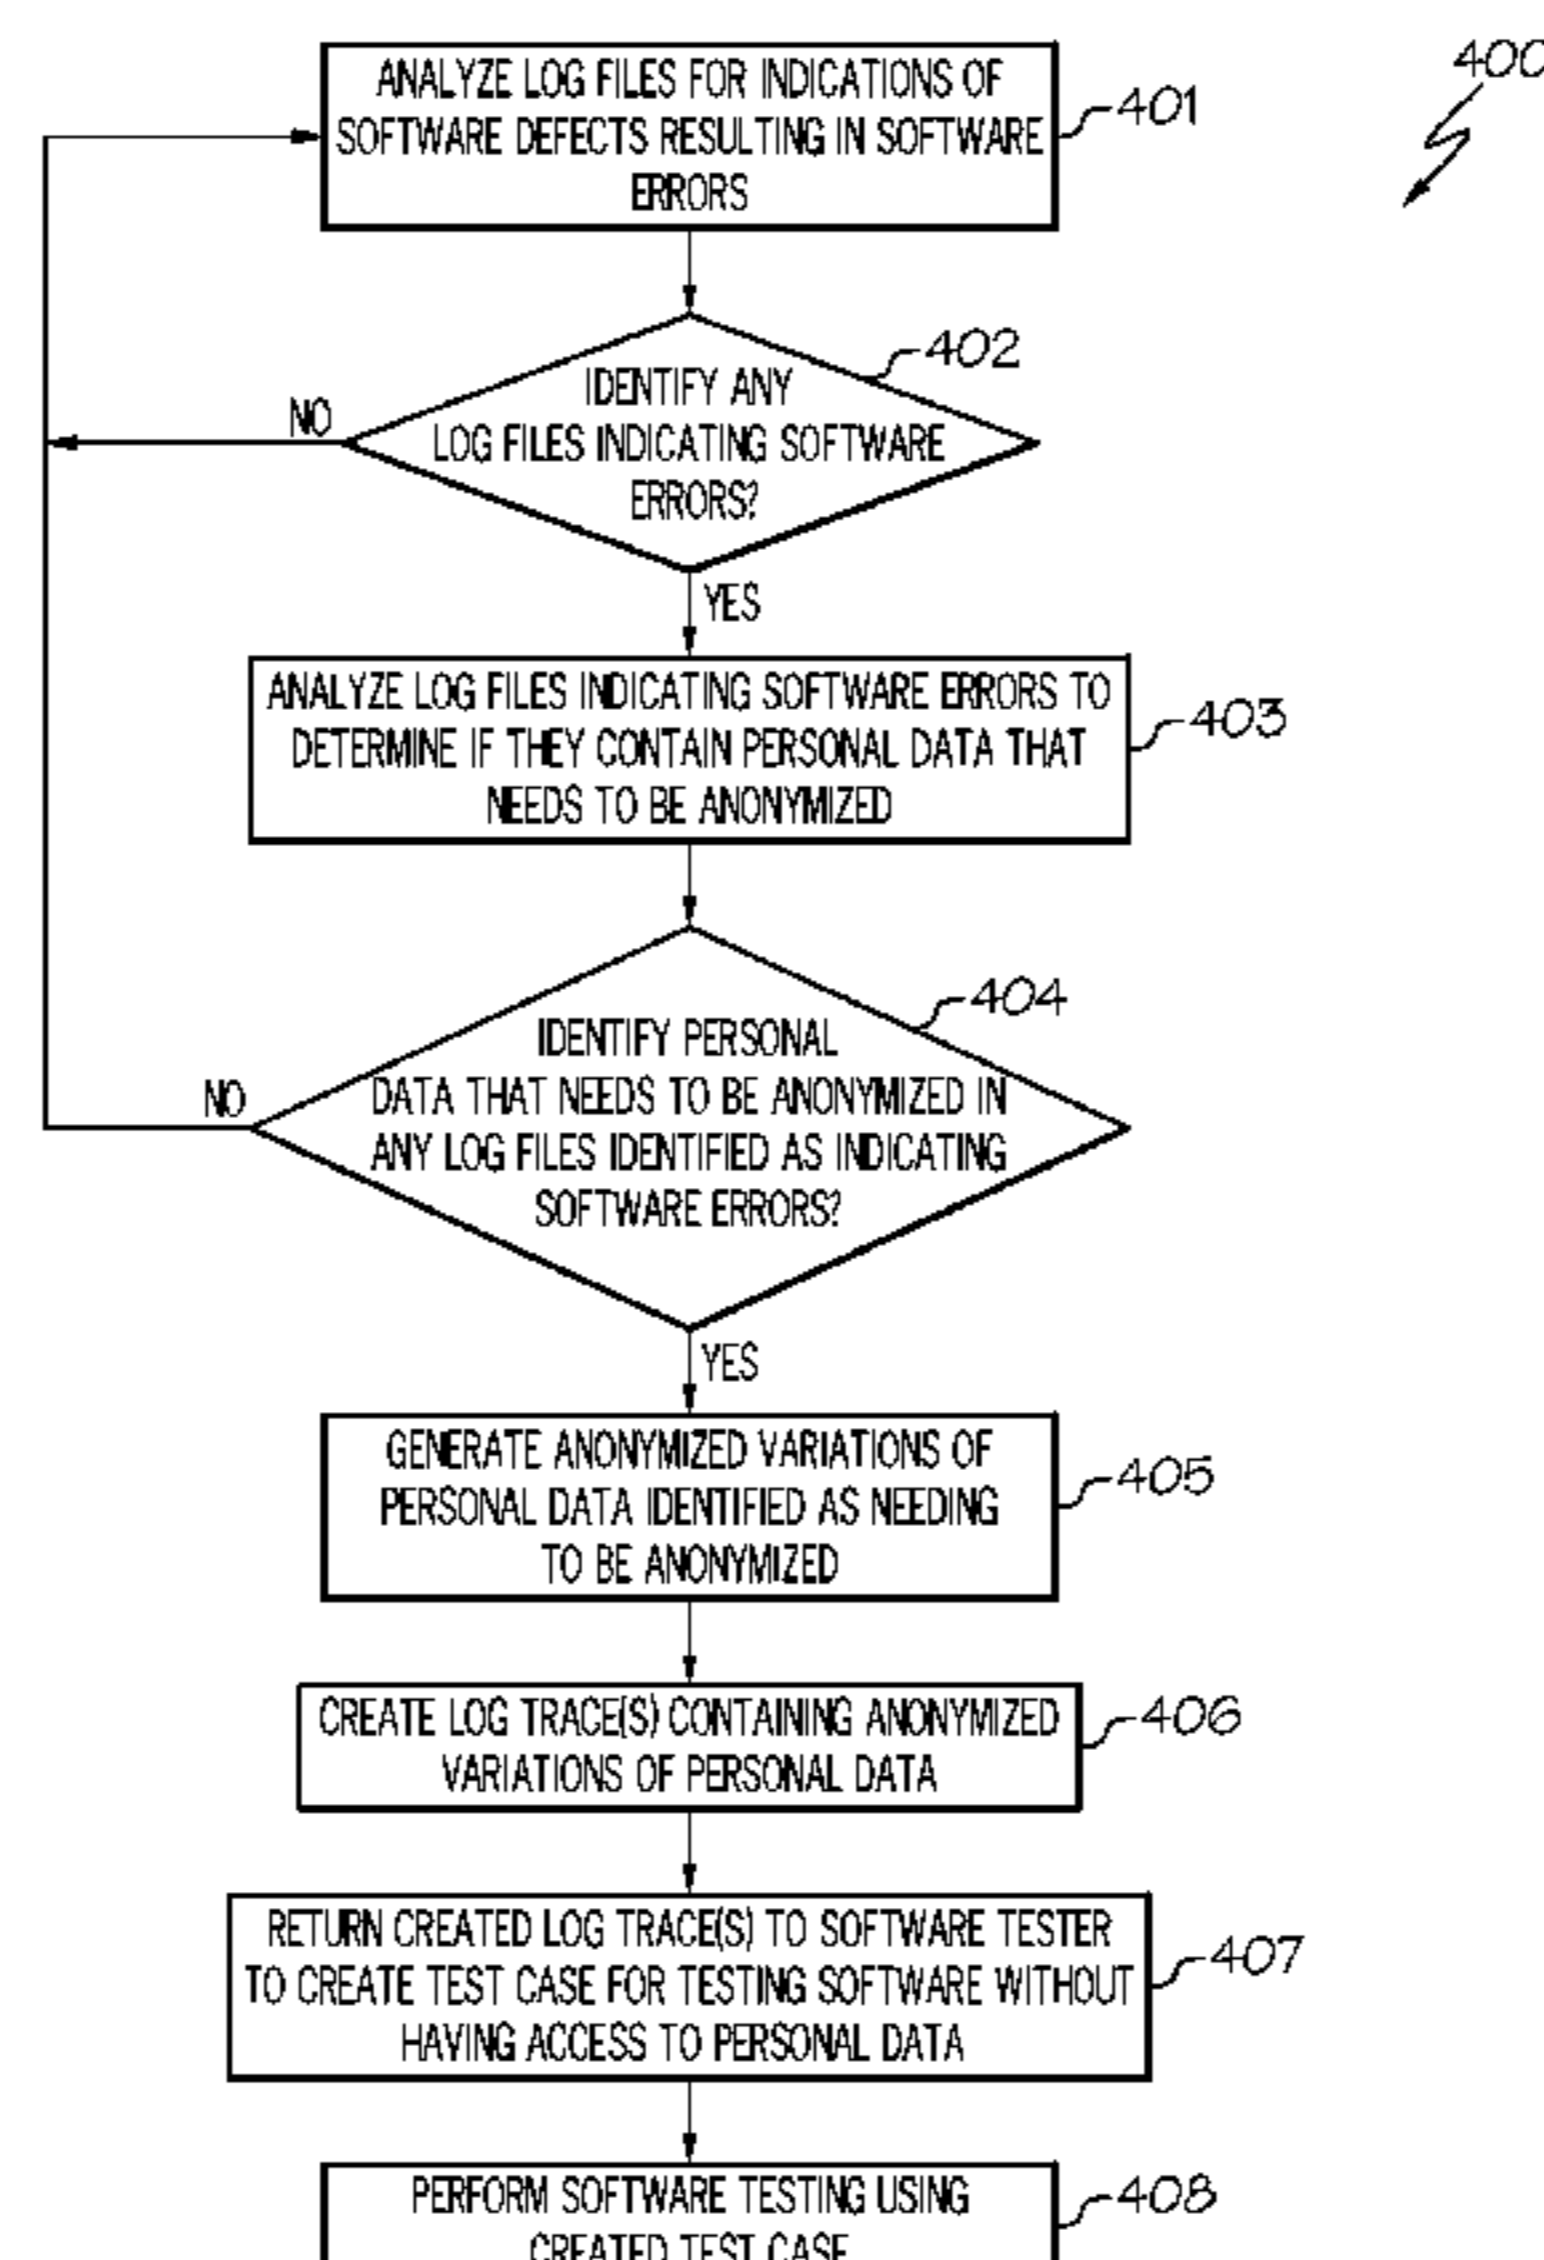 400
ANALYZE LOG FILES FOR INDICATIONS OF
SOFTWARE DEFECTS RESULTING IN SOFTWARE
ERRORS
401
402
IDENTIFY ANY
LOG FILES INDICATING SOFTWARE
ERRORS?
NO
YES
ANALYZE LOG FILES INDICATING SOFTWARE ERRORS TO
DETERMINE IF THEY CONTAIN PERSONAL DATA THAT
NEEDS TO BE ANONYMIZED
403
404
IDENTIFY PERSONAL
DATA THAT NEEDS TO BE ANONYMIZED IN
ANY LOG FILES IDENTIFIED AS INDICATING
SOFTWARE ERRORS?
NO
YES
GENERATE ANONYMIZED VARIATIONS OF
PERSONAL DATA IDENTIFIED AS NEEDING
TO BE ANONYMIZED
405
CREATE LOG TRACE(S) CONTAINING ANONYMIZED
VARIATIONS OF PERSONAL DATA
406
RETURN CREATED LOG TRACE(S) TO SOFTWARE TESTER
TO CREATE TEST CASE FOR TESTING SOFTWARE WITHOUT
HAVING ACCESS TO PERSONAL DATA
407
PERFORM SOFTWARE TESTING USING
CREATED TEST CASE
408